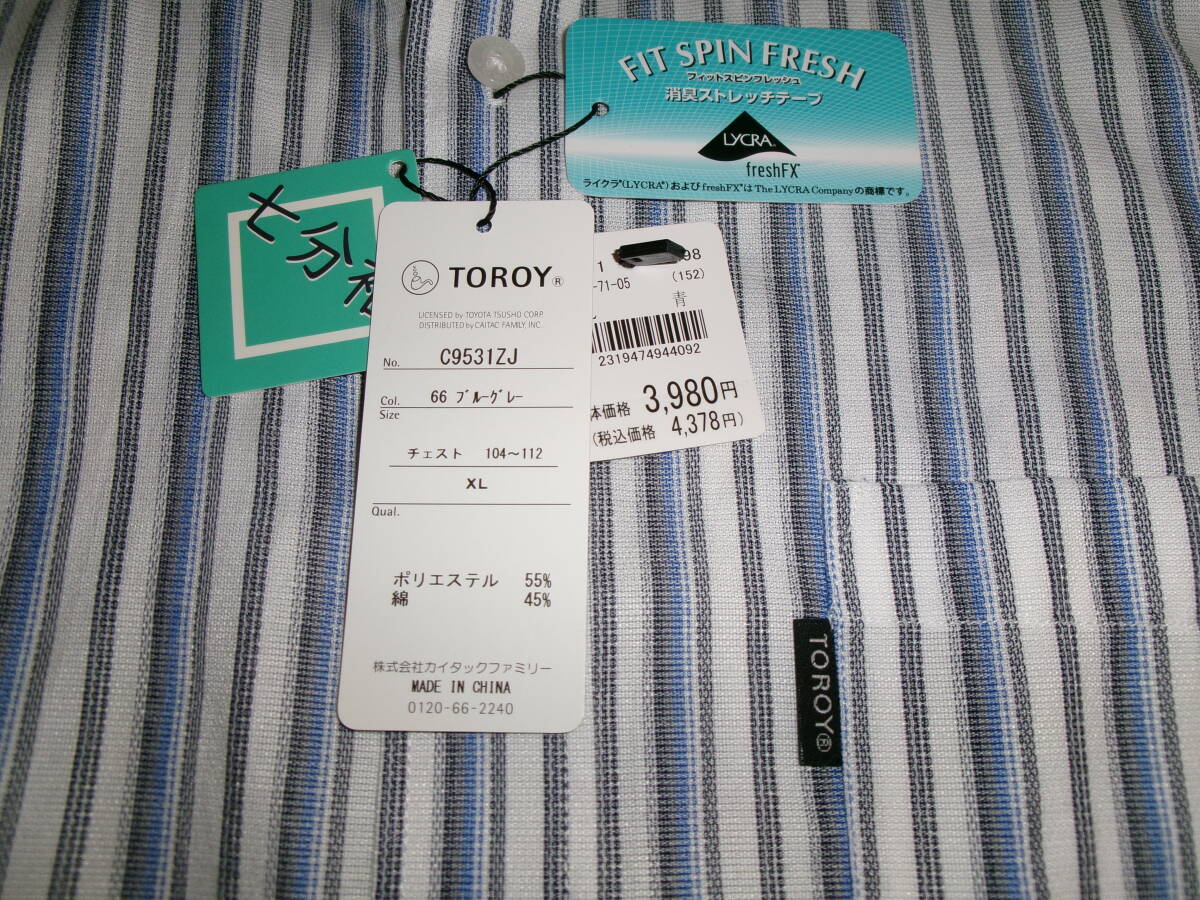 FIT SPIN FRESH
フィットスピンフレッシュ
消臭ストレッチテープ
LYCRA
freshFX®
ライクラ®(LYCRA®)およびfreshFX®はThe LYCRA Companyの商標です。
七分
TOROY®
LICENSED by TOYOTA TSUSHO CORP.
DISTRIBUTED by CAITAC FAMILY, INC.
No. C9531ZJ
Col. 66 ブルーグレー
Size
チェスト 104～112
XL
Qual.
ポリエステル 55%
綿 45%
株式会社カイタックファミリー
MADE IN CHINA
0120-66-2240
1 98
-71-05 (152)
青
2319474944092
体価格 3,980円
(税込価格 4,378円)
TOROY®